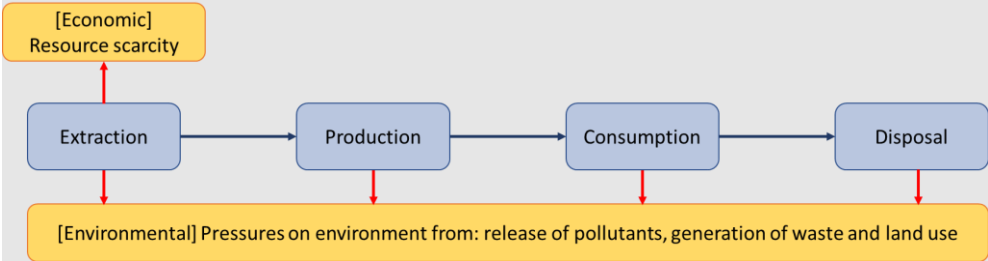 [Economic]
Resource scarcity
Extraction
Production
Consumption
Disposal
[Environmental] Pressures on environment from: release of pollutants, generation of waste and land use